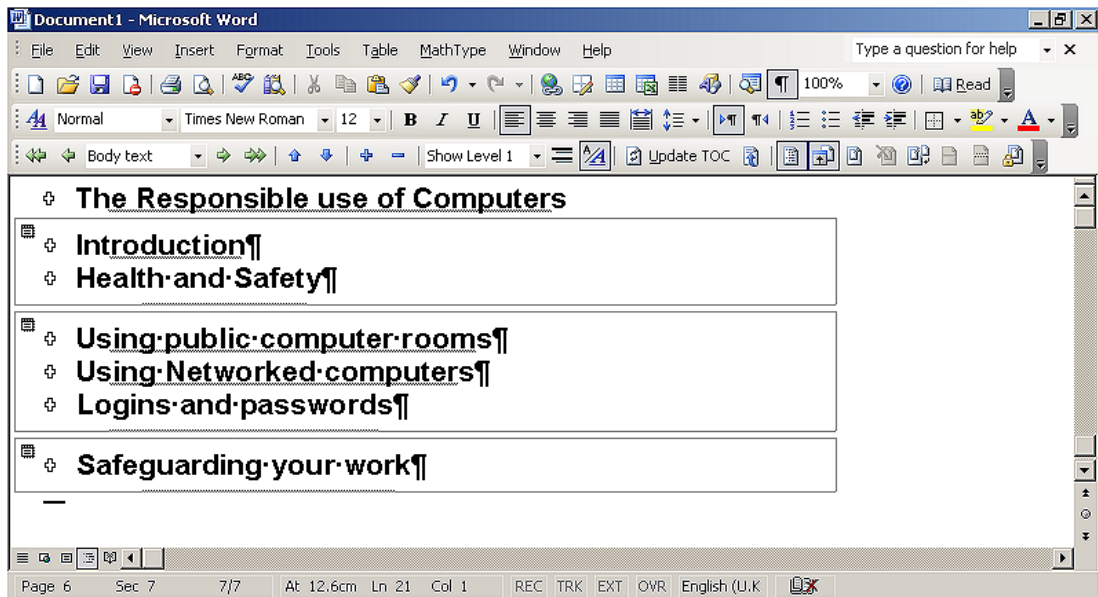 Document1 - Microsoft Word
File Edit View Insert Format Tools Table MathType Window Help Type a question for help
ABC ¶ 100% Read
Normal Times New Roman 12 B I U A
Body text Show Level 1 Update TOC
The Responsible use of Computers
Introduction¶
Health·and·Safety¶
Using·public·computer·rooms¶
Using·Networked·computers¶
Logins·and·passwords¶
Safeguarding·your·work¶
Page 6 Sec 7 7/7 At 12.6cm Ln 21 Col 1 REC TRK EXT OVR English (U.K